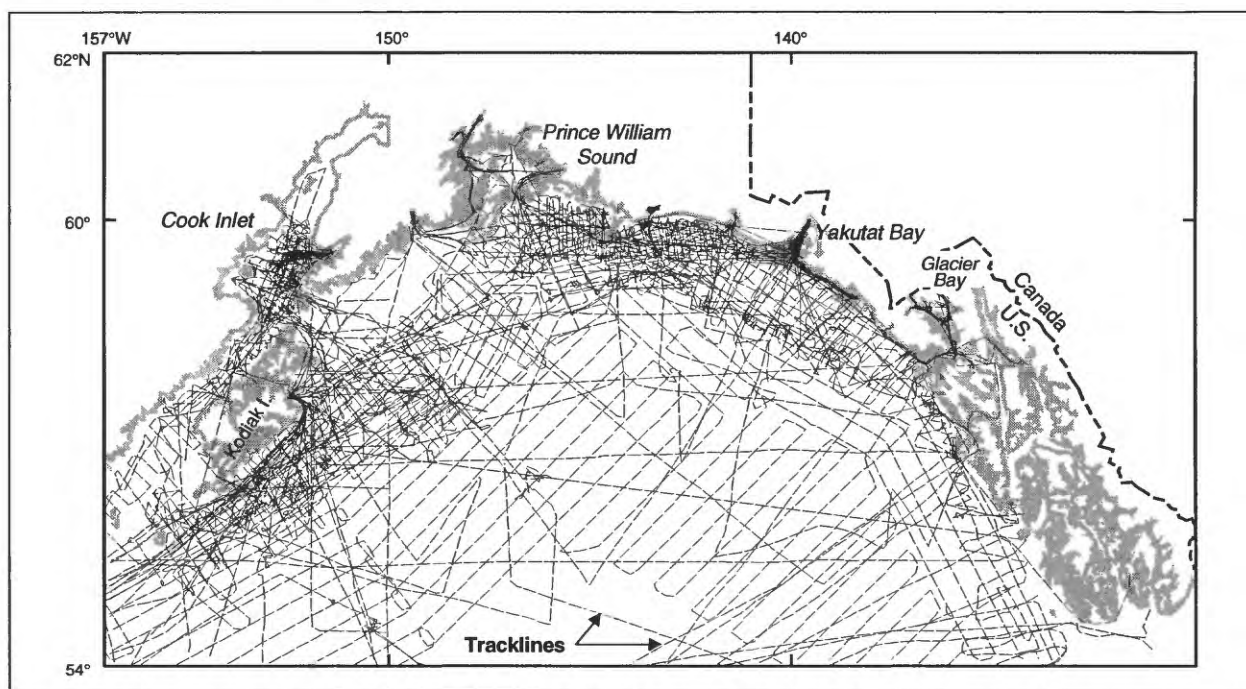 157°W
150°
140°
62°N
Prince William
Sound
60°
Cook Inlet
Yakutat Bay
Glacier
Bay
Canada
U.S.
Kodiak I.
Tracklines
54°